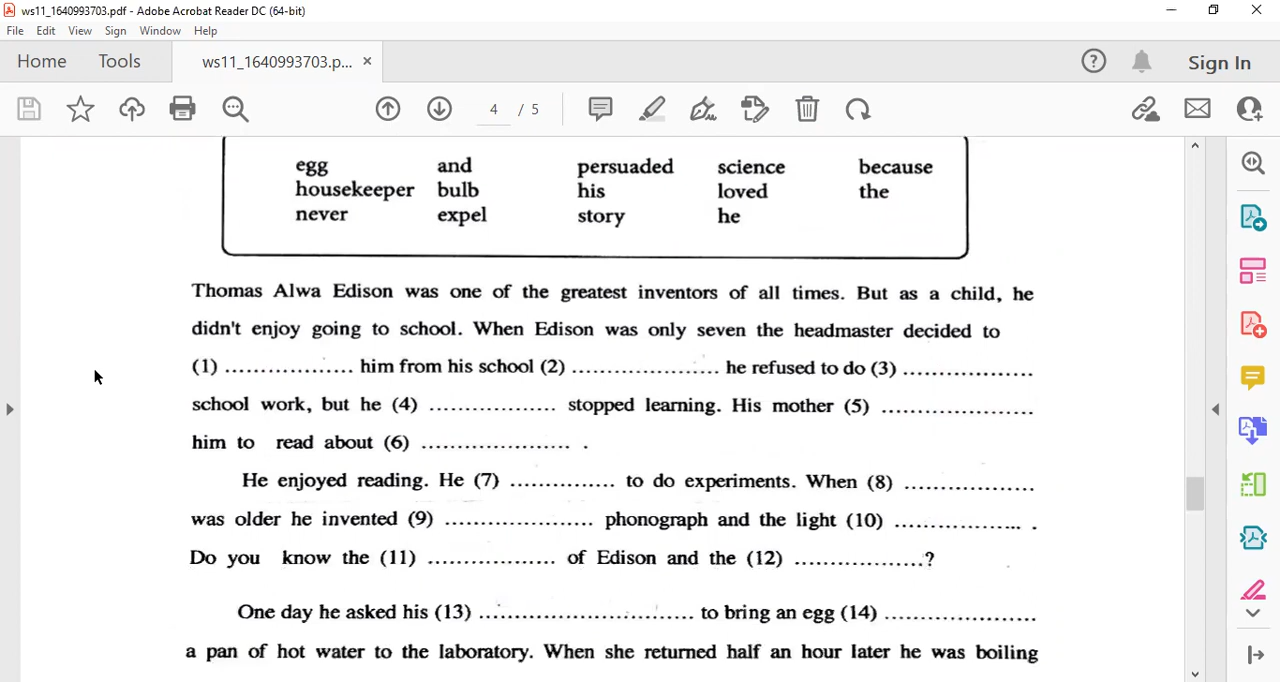 ws11_1640993703.pdf - Adobe Acrobat Reader DC (64-bit)
File Edit View Sign Window Help
Home Tools ws11_1640993703.p... × Sign In
4 / 5
egg and persuaded science because
housekeeper bulb his loved the
never expel story he
Thomas Alwa Edison was one of the greatest inventors of all times. But as a child, he
didn't enjoy going to school. When Edison was only seven the headmaster decided to
(1) .................. him from his school (2) ..................... he refused to do (3) ..................
school work, but he (4) .................. stopped learning. His mother (5) .....................
him to read about (6) ..................... .
He enjoyed reading. He (7) ............... to do experiments. When (8) ..................
was older he invented (9) ..................... phonograph and the light (10) .................. .
Do you know the (11) .................. of Edison and the (12) ..................?
One day he asked his (13) .............................. to bring an egg (14) .....................
a pan of hot water to the laboratory. When she returned half an hour later he was boiling